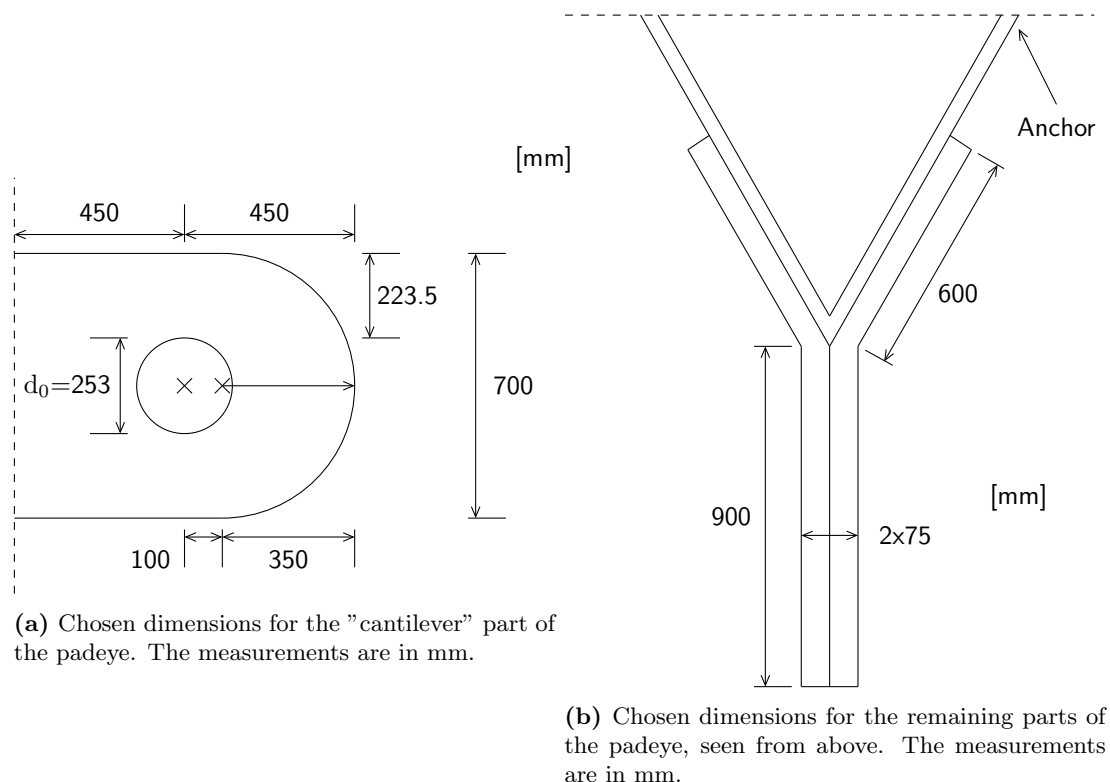 [mm]
450
450
223.5
d₀=253
700
100
350
(a) Chosen dimensions for the ”cantilever” part of
the padeye. The measurements are in mm.
Anchor
600
900
2x75
[mm]
(b) Chosen dimensions for the remaining parts of
the padeye, seen from above. The measurements
are in mm.